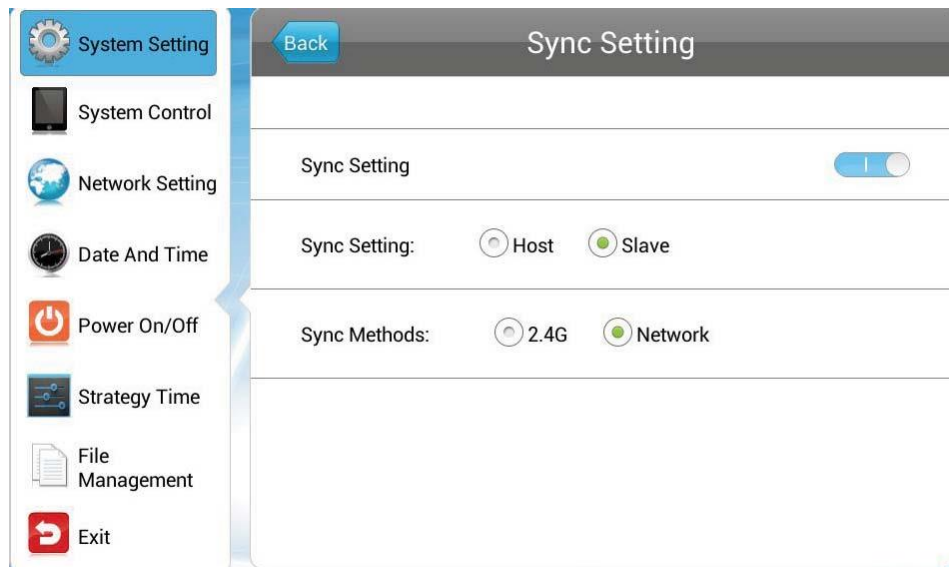 System Setting
System Control
Network Setting
Date And Time
Power On/Off
Strategy Time
File
Management
Exit
Back
Sync Setting
Sync Setting
Sync Setting: Host Slave
Sync Methods: 2.4G Network